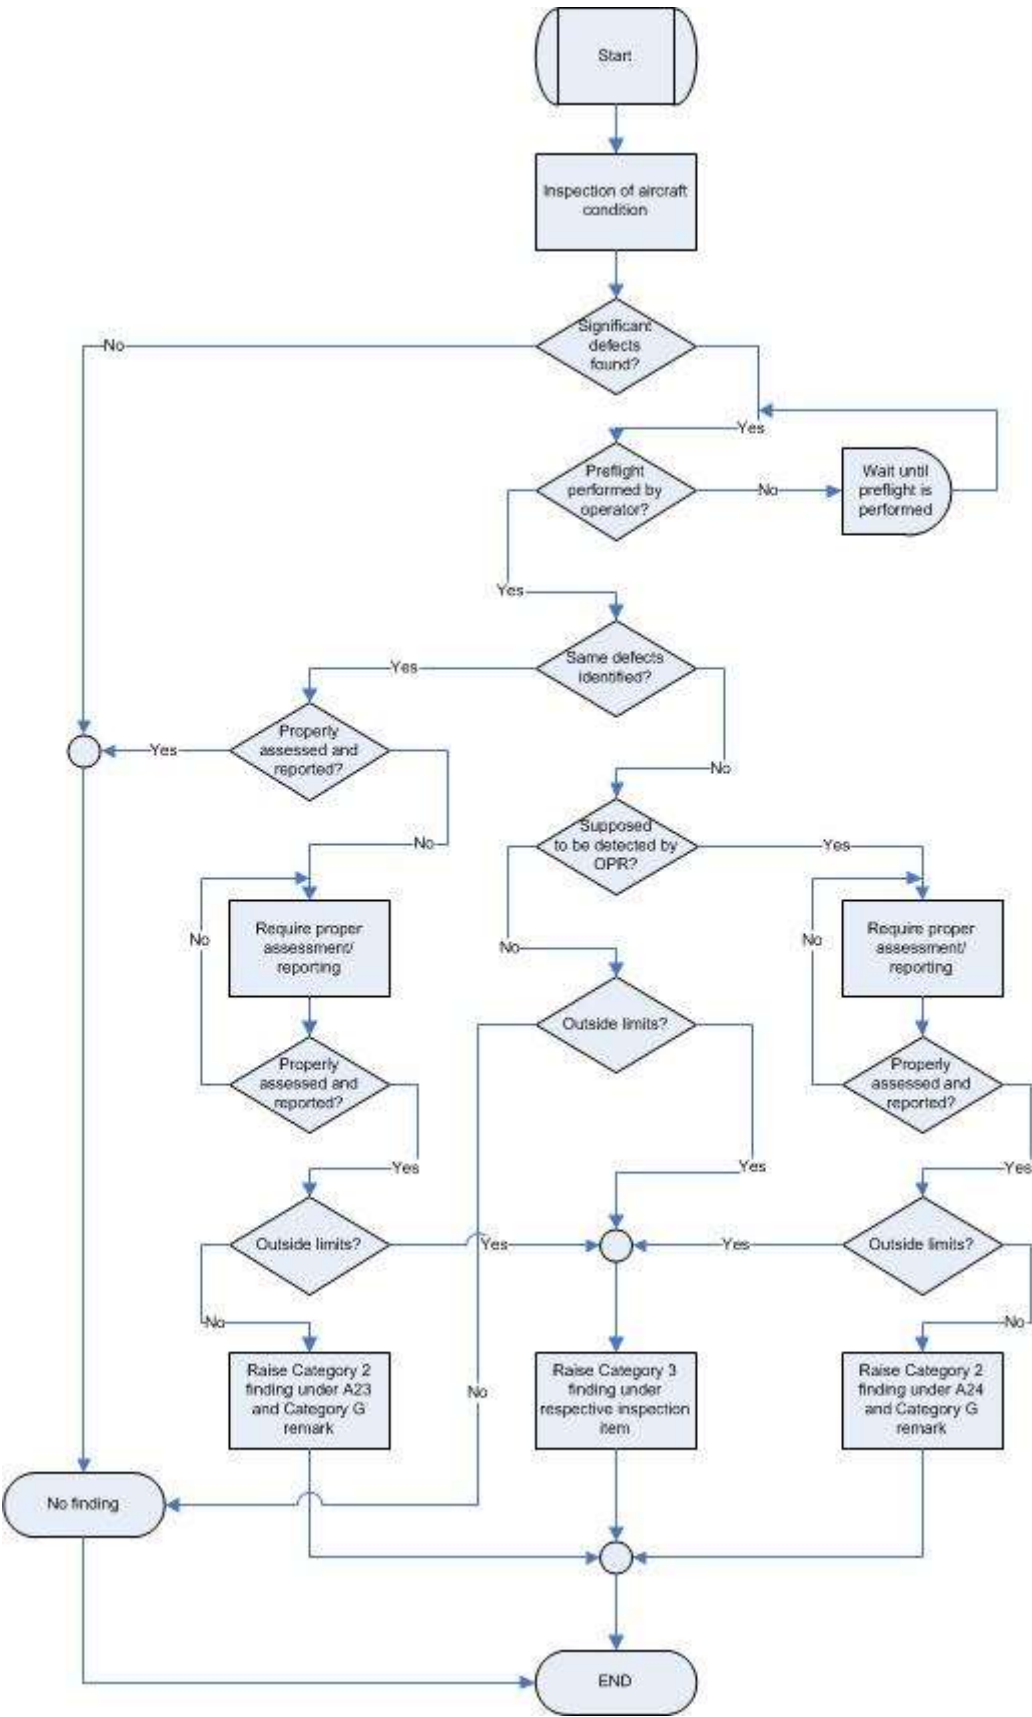 Start
Inspection of aircraft
condition
Significant
defects
found?
No
Yes
Preflight
performed by
operator?
No
Wait until
preflight is
performed
Yes
Same defects
identified?
Yes
Properly
assessed and
reported?
Yes
No
No
Supposed
to be detected by
OPR?
Yes
No
Require proper
assessment/
reporting
No
No
Require proper
assessment/
reporting
Outside limits?
Properly
assessed and
reported?
Properly
assessed and
reported?
Yes
Yes
Yes
Outside limits?
Yes
Yes
Outside limits?
No
No
Raise Category 2
finding under A23
and Category G
remark
No
Raise Category 3
finding under
respective inspection
item
Raise Category 2
finding under A24
and Category G
remark
No finding
END